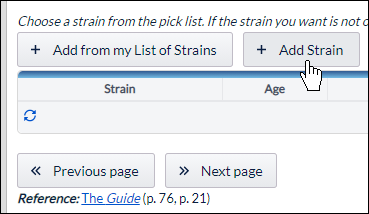 Choose a strain from the pick list. If the strain you want is not
+ Add from my List of Strains + Add Strain
Strain Age
« Previous page » Next page
Reference: The Guide (p. 76, p. 21)